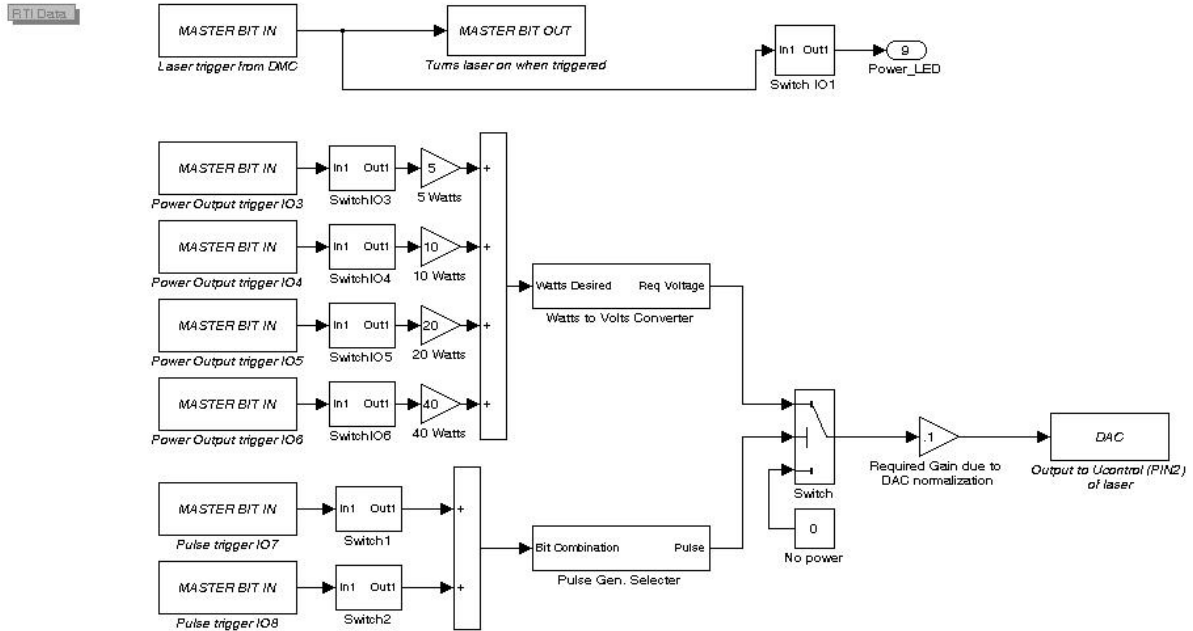 RTI Data
MASTER BIT IN
Laser trigger from DMC
MASTER BIT OUT
Turns laser on when triggered
In1 Out1
Switch IO1
9
Power_LED
MASTER BIT IN
Power Output trigger IO3
In1 Out1
SwitchIO3
5
5 Watts
+
MASTER BIT IN
Power Output trigger IO4
In1 Out1
SwitchIO4
10
10 Watts
+
MASTER BIT IN
Power Output trigger IO5
In1 Out1
SwitchIO5
20
20 Watts
+
MASTER BIT IN
Power Output trigger IO6
In1 Out1
SwitchIO6
40
40 Watts
+
Watts Desired Req Voltage
Watts to Volts Converter
MASTER BIT IN
Pulse trigger IO7
In1 Out1
Switch1
+
MASTER BIT IN
Pulse trigger IO8
In1 Out1
Switch2
+
Bit Combination Pulse
Pulse Gen. Selecter
Switch
0
No power
.1
Required Gain due to
DAC normalization
DAC
Output to Ucontrol (PIN2)
of laser